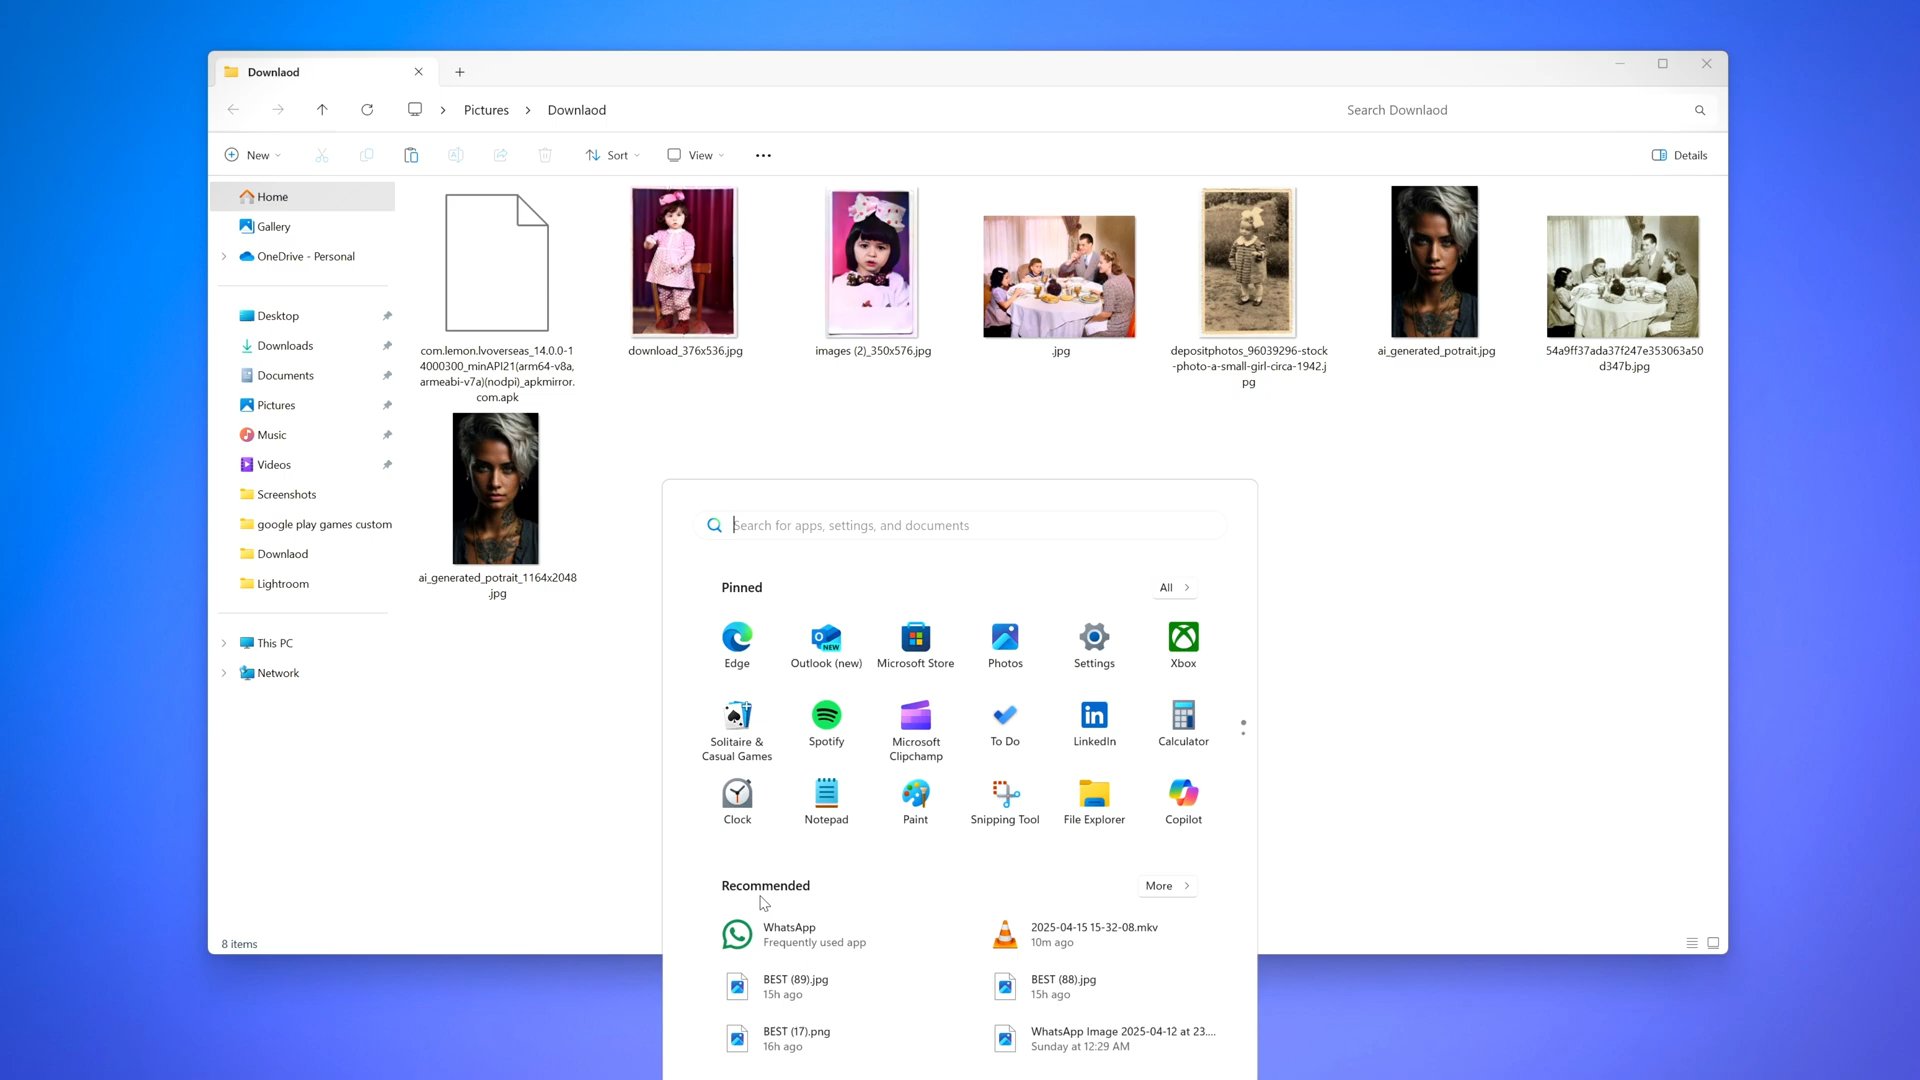 Downlaod
Pictures
Downlaod
Search Downlaod
New
Sort
View
Details
Home
Gallery
OneDrive - Personal
Desktop
Downloads
Documents
Pictures
Music
Videos
Screenshots
google play games custom
Downlaod
Lightroom
This PC
Network
com.lemon.lvoverseas_14.0.0-1
4000300_minAPI21(arm64-v8a,
armeabi-v7a)(nodpi)_apkmirror.
com.apk
download_376x536.jpg
images (2)_350x576.jpg
.jpg
depositphotos_96039296-stock
-photo-a-small-girl-circa-1942.j
pg
ai_generated_potrait.jpg
54a9ff37ada37f247e353063a50
d347b.jpg
ai_generated_potrait_1164x2048
.jpg
Search for apps, settings, and documents
Pinned
All
Edge
NEW
Outlook (new)
Microsoft Store
Photos
Settings
Xbox
Solitaire &
Casual Games
Spotify
Microsoft
Clipchamp
To Do
in
LinkedIn
Calculator
Clock
Notepad
Paint
Snipping Tool
File Explorer
Copilot
Recommended
More
WhatsApp
Frequently used app
2025-04-15 15-32-08.mkv
10m ago
BEST (89).jpg
15h ago
BEST (88).jpg
15h ago
BEST (17).png
16h ago
WhatsApp Image 2025-04-12 at 23....
Sunday at 12:29 AM
8 items